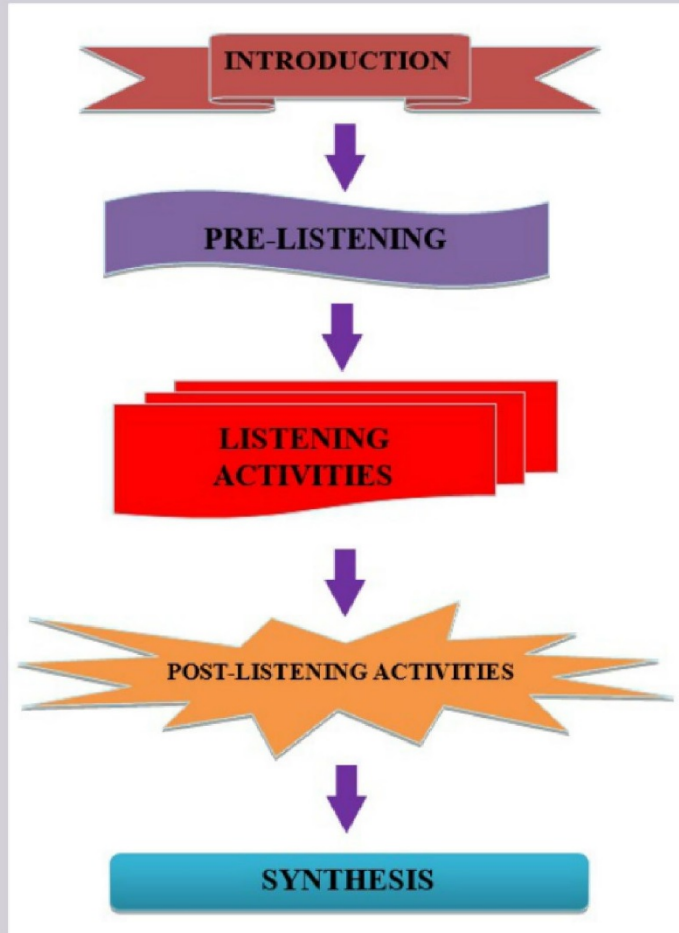 INTRODUCTION
PRE-LISTENING
LISTENING
ACTIVITIES
POST-LISTENING ACTIVITIES
SYNTHESIS